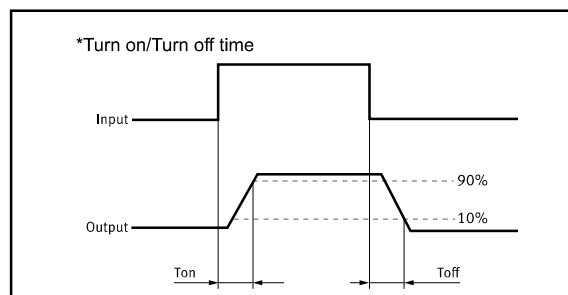 *Turn on/Turn off time
Input
90%
10%
Output
Ton
Toff